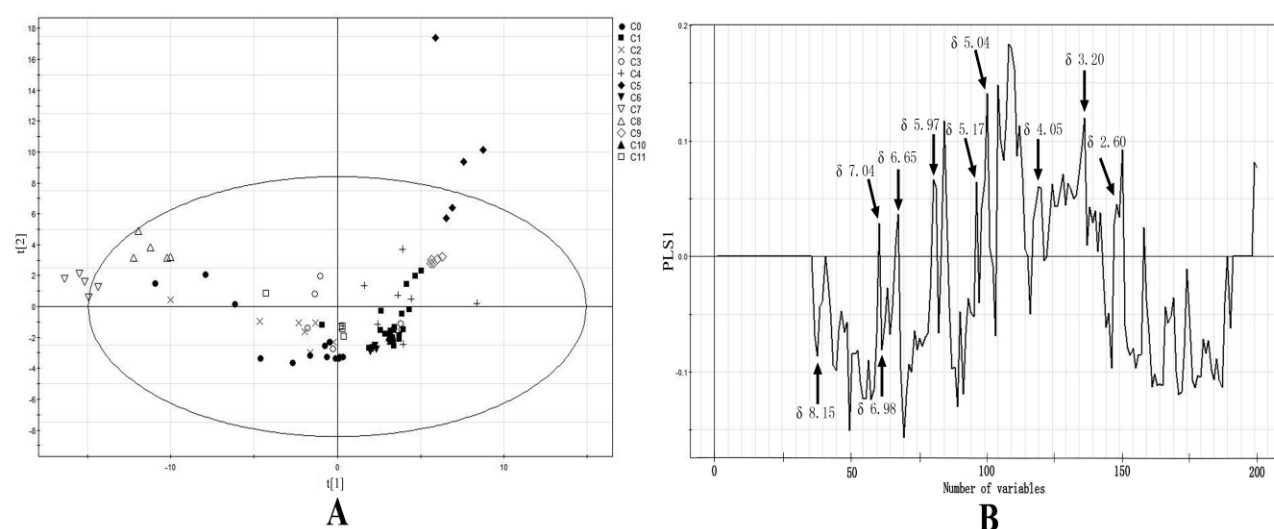 18
16
14
12
10
8
6
4
2
0
-2
-4
-6
-8
t[2]
-10
0
10
t[1]
C0
C1
C2
C3
C4
C5
C6
C7
C8
C9
C10
C11
A
0.2
0.1
0.0
-0.1
PLS1
δ 5.04
δ 3.20
δ 5.97
δ 5.17
δ 4.05
δ 2.60
δ 6.65
δ 7.04
δ 8.15
δ 6.98
0
50
100
150
200
Number of variables
B